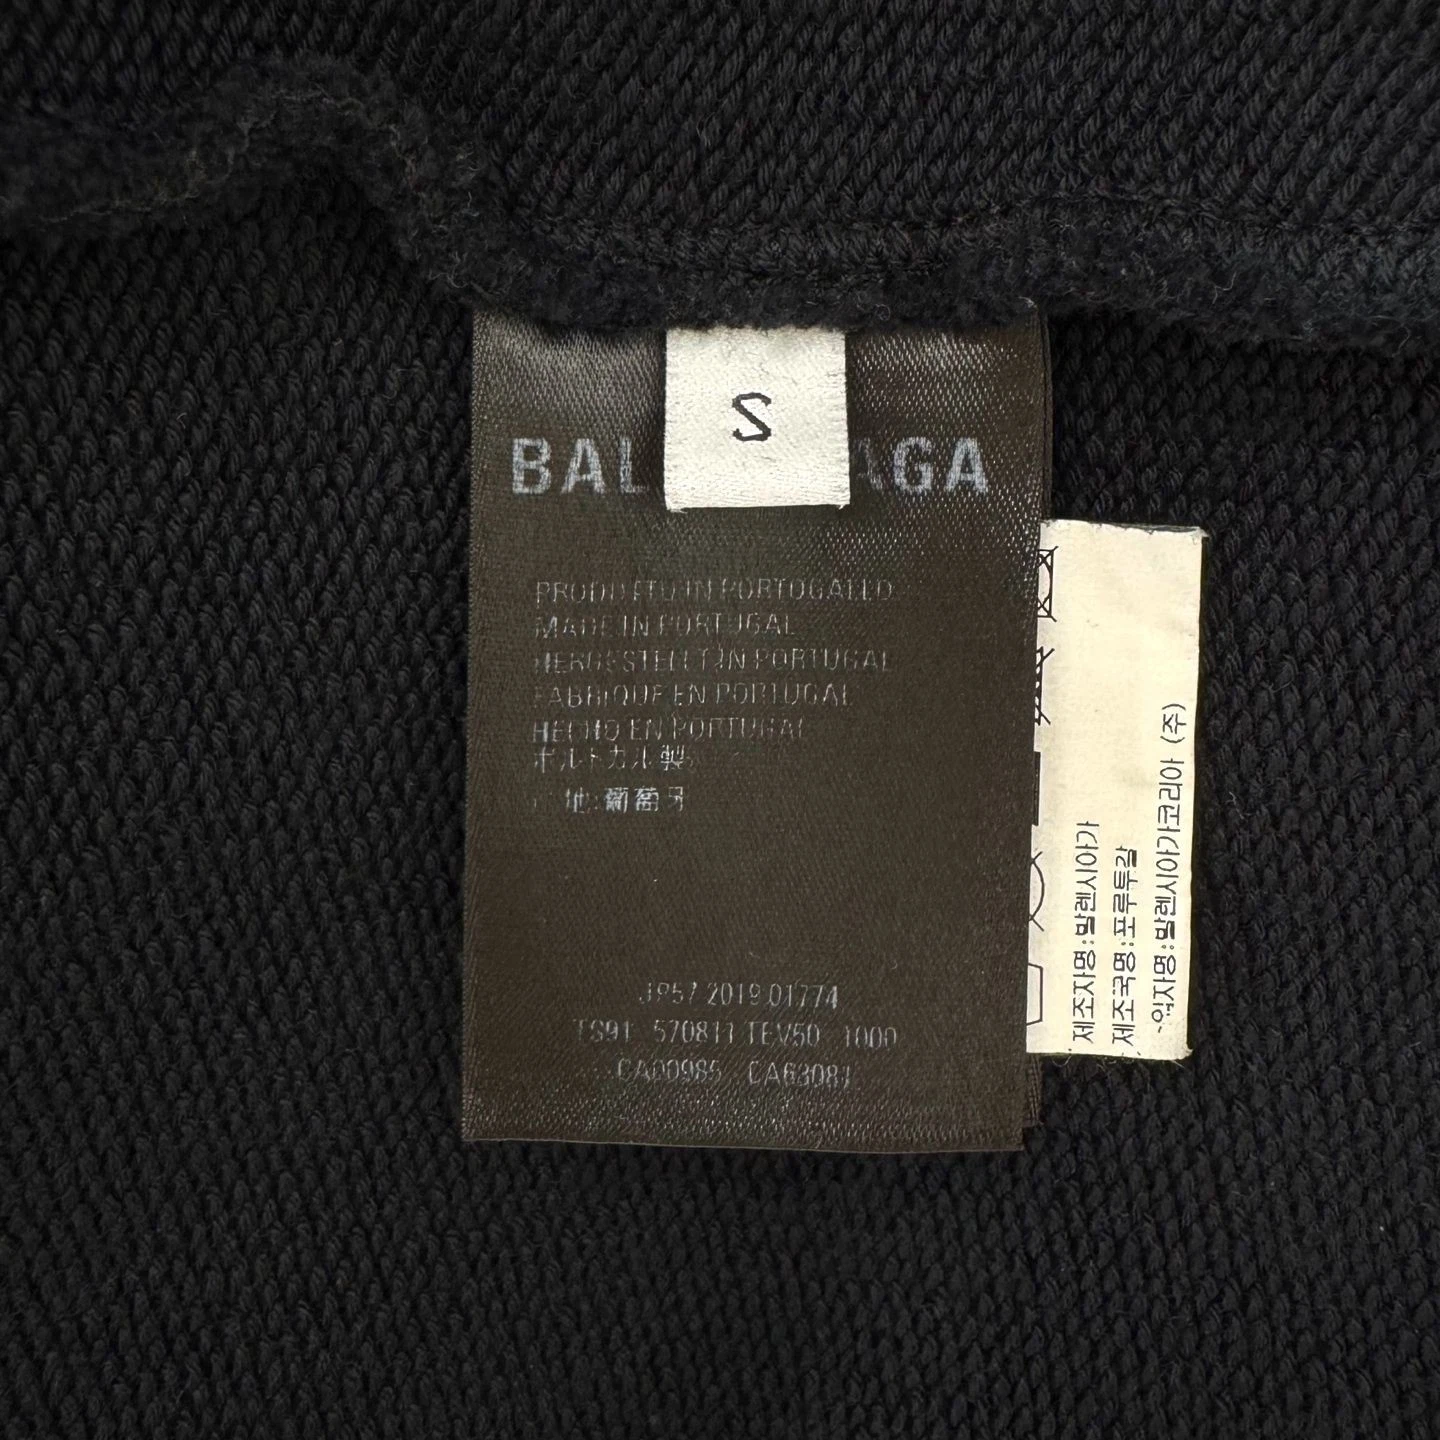 S
BAL AGA
PRODOTTO IN PORTOGALLO
MADE IN PORTUGAL
HERGESTELLT IN PORTUGAL
FABRIQUE EN PORTUGAL
HECHO EN PORTUGAL
ポルトガル製
地:葡萄牙
JP57 2019 01774
TS91 570811 TEV50 1000
CA00985 CA63081
제조자명:발렌시아가
제조국명:포루투갈
입자명:발렌시아가코리아 (주)